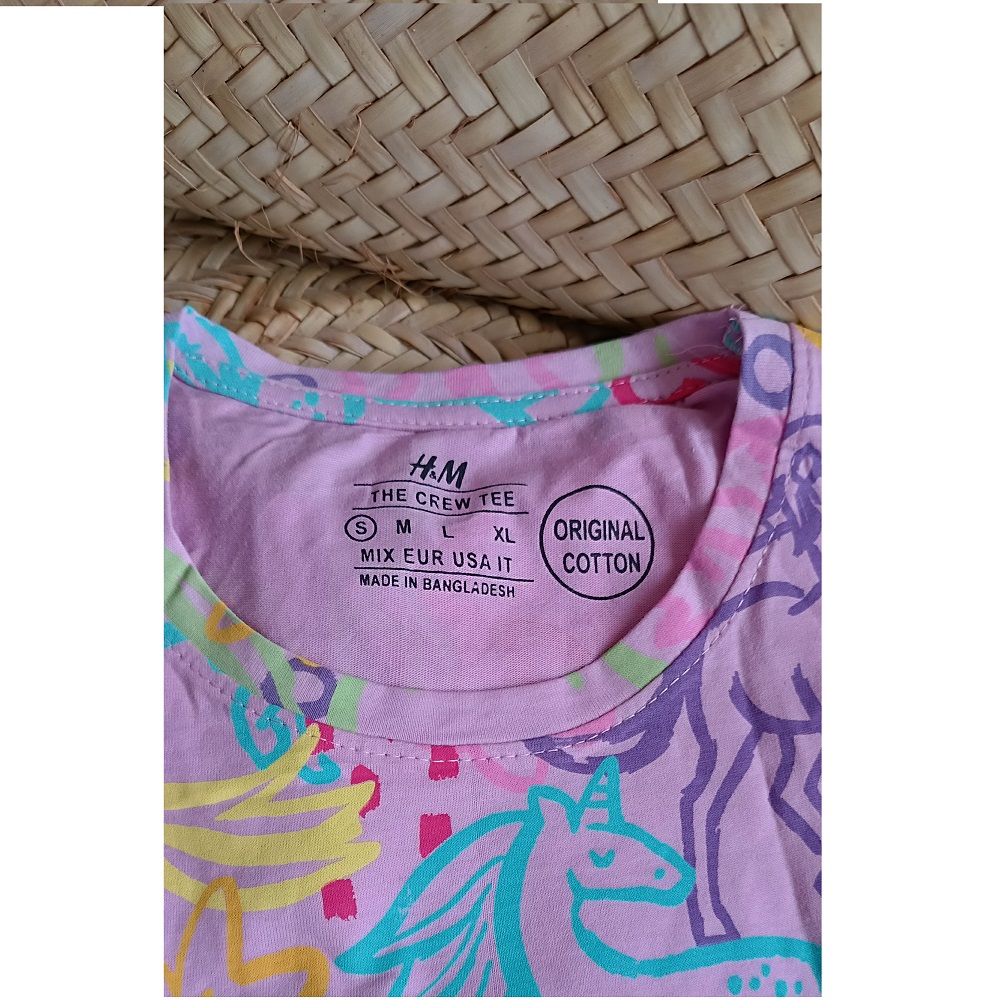 H&M
THE CREW TEE
S M L XL
MIX EUR USA IT
MADE IN BANGLADESH
ORIGINAL
COTTON